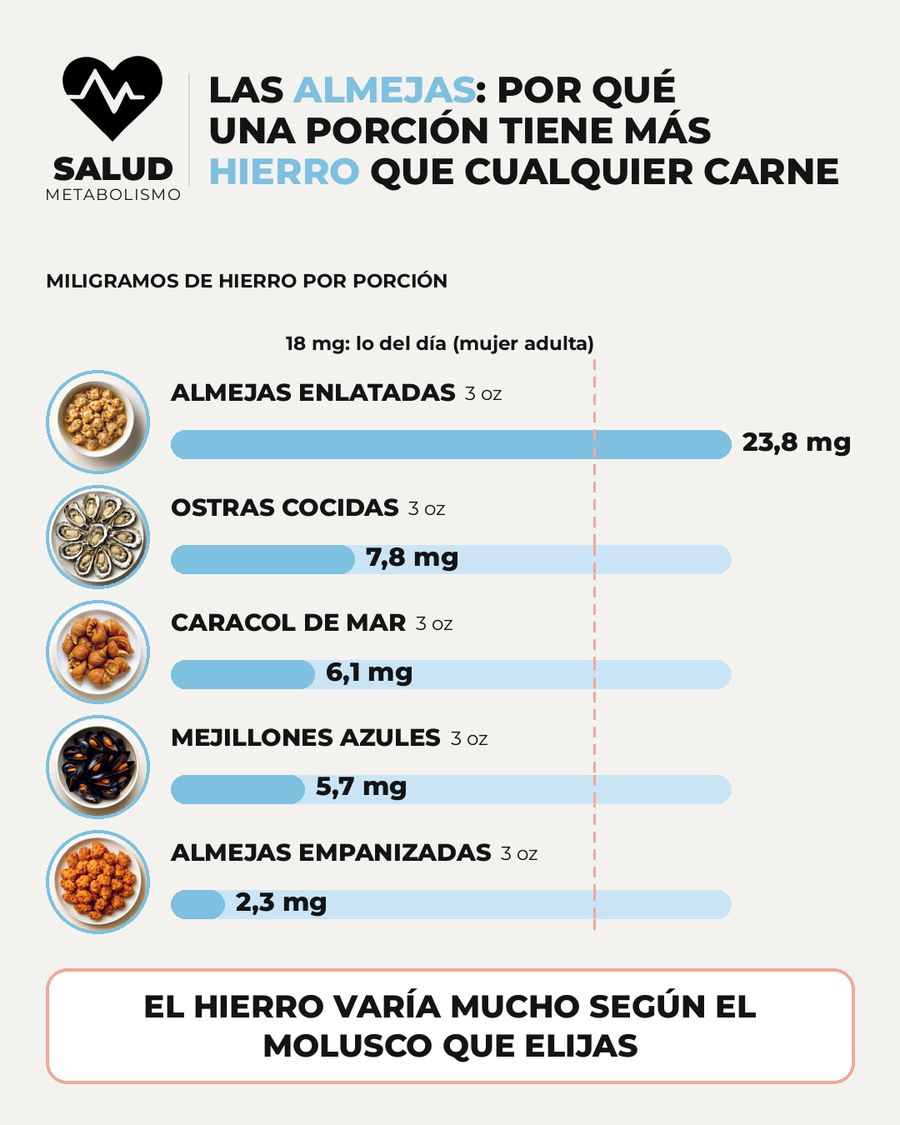 SALUD
METABOLISMO
LAS ALMEJAS: POR QUÉ
UNA PORCIÓN TIENE MÁS
HIERRO QUE CUALQUIER CARNE
MILIGRAMOS DE HIERRO POR PORCIÓN
18 mg: lo del día (mujer adulta)
ALMEJAS ENLATADAS 3 oz
23,8 mg
OSTRAS COCIDAS 3 oz
7,8 mg
CARACOL DE MAR 3 oz
6,1 mg
MEJILLONES AZULES 3 oz
5,7 mg
ALMEJAS EMPANIZADAS 3 oz
2,3 mg
EL HIERRO VARÍA MUCHO SEGÚN EL
MOLUSCO QUE ELIJAS